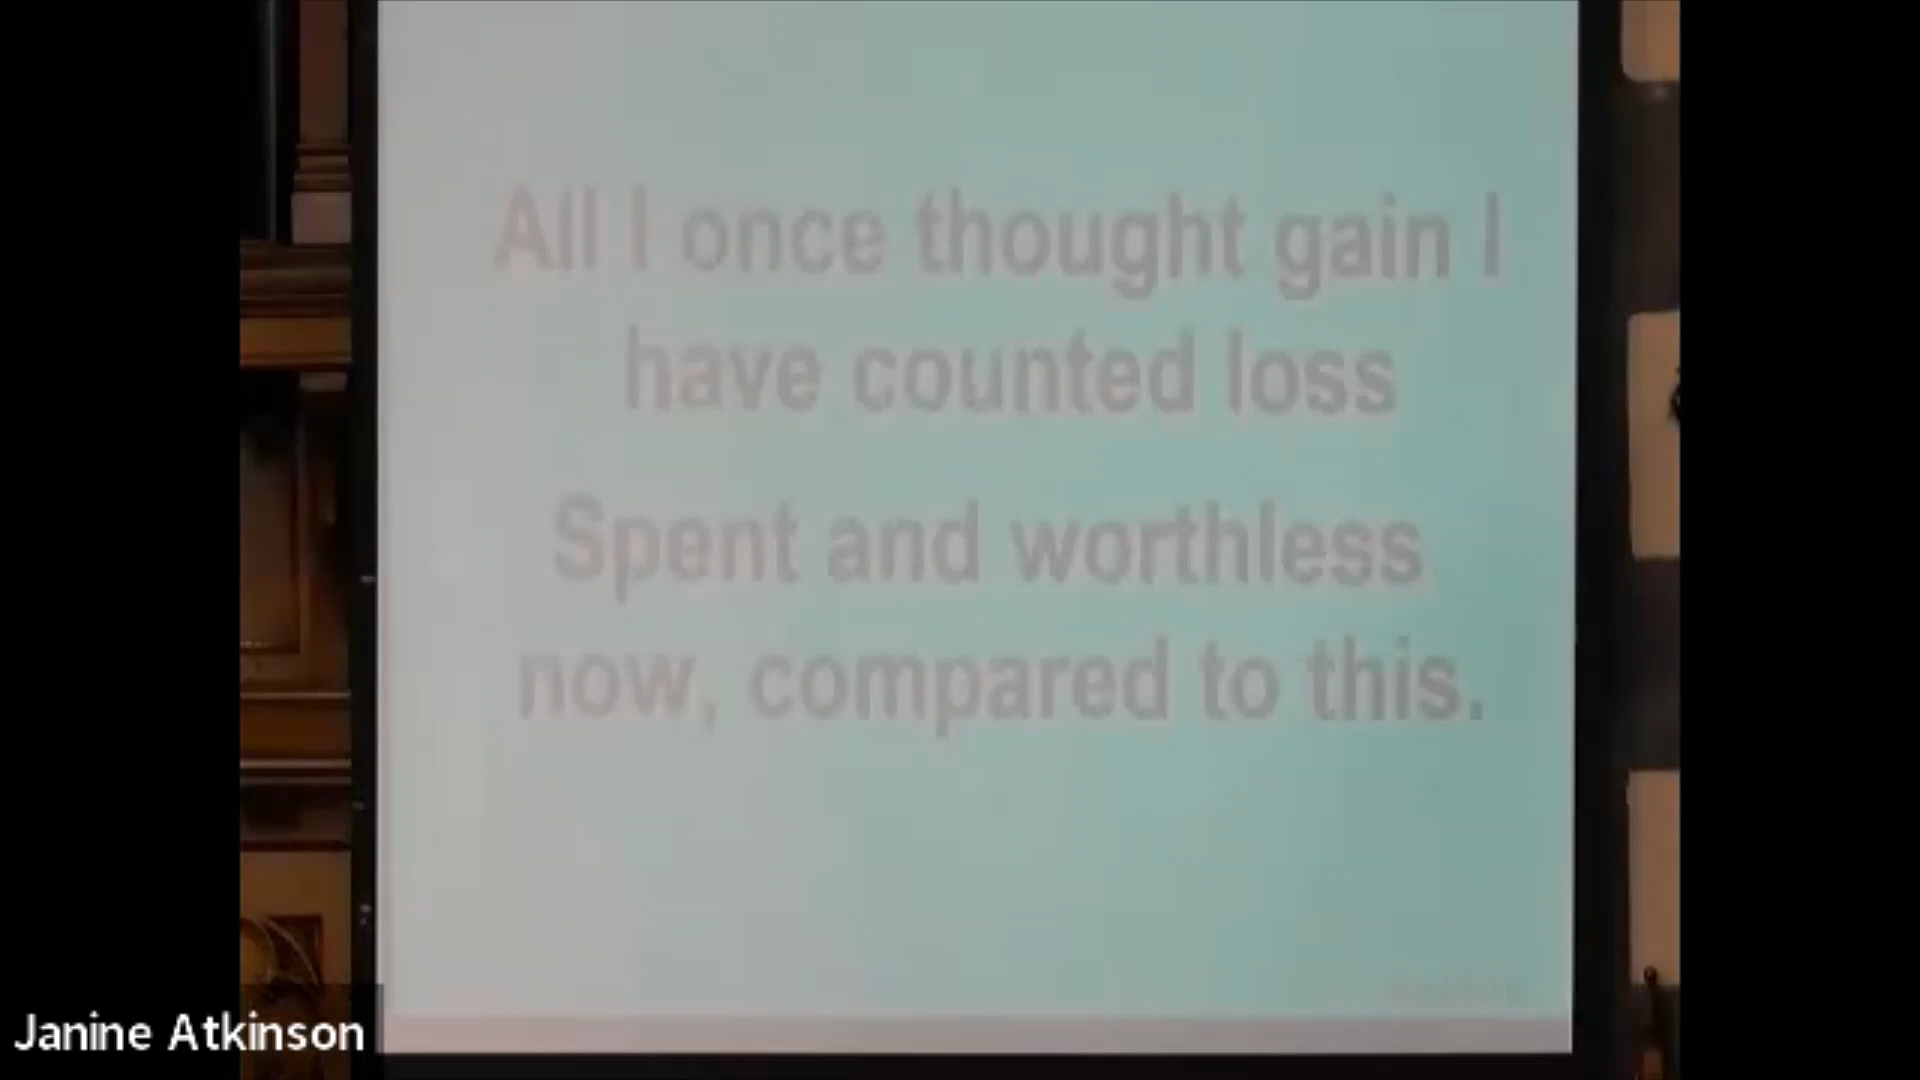 All I once thought gain I
have counted loss
Spent and worthless
now, compared to this.
Janine Atkinson